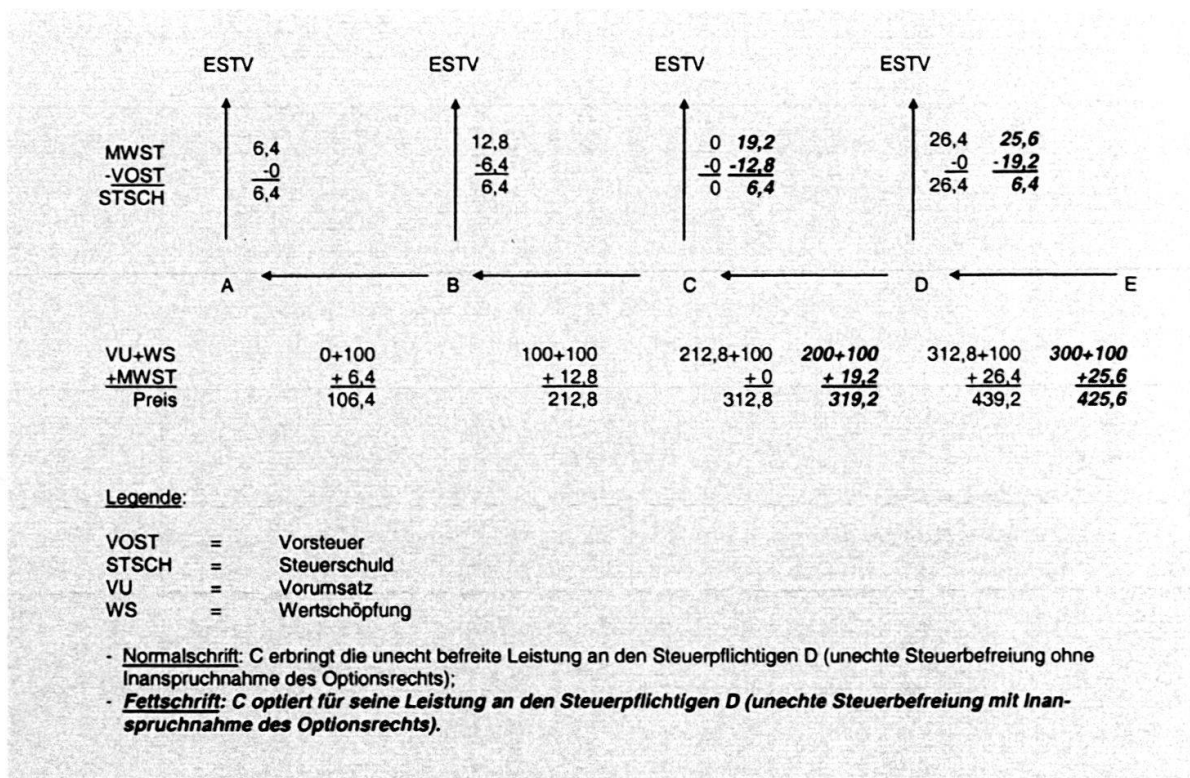 ESTV ESTV ESTV ESTV
MWST 6,4 12,8 0 19,2 26,4 25,6
-VOST -0 -6,4 -0 -12,8 -0 -19,2
STSCH 6,4 6,4 0 6,4 26,4 6,4
A B C D E
VU+WS 0+100 100+100 212,8+100 200+100 312,8+100 300+100
+MWST + 6,4 + 12,8 + 0 + 19,2 + 26,4 +25,6
Preis 106,4 212,8 312,8 319,2 439,2 425,6
Legende:
VOST = Vorsteuer
STSCH = Steuerschuld
VU = Vorumsatz
WS = Wertschöpfung
- Normalschrift: C erbringt die unecht befreite Leistung an den Steuerpflichtigen D (unechte Steuerbefreiung ohne
Inanspruchnahme des Optionsrechts);
- Fettschrift: C optiert für seine Leistung an den Steuerpflichtigen D (unechte Steuerbefreiung mit Inan-
spruchnahme des Optionsrechts).